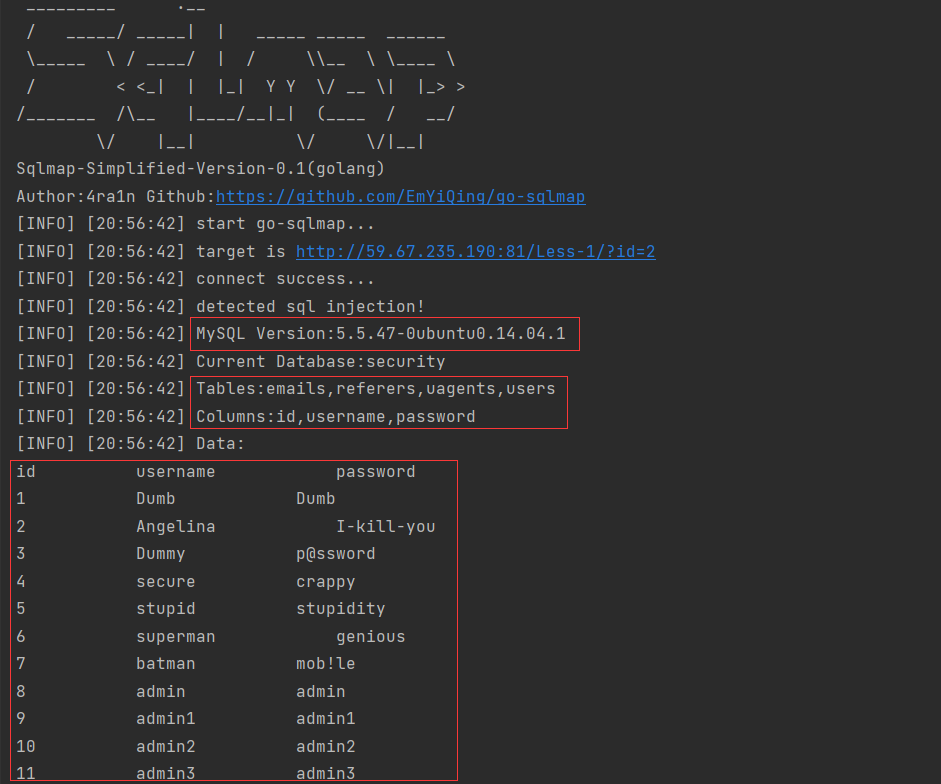 _________      .__
 /   _____/ _____|  |   _____ _____  ______
 \_____  \ / ____/  |  /     \\__  \ \____ \
 /        < <_|  |  |_|  Y Y  \/ __ \|  |_> >
/_______  /\__   |____/__|_|  (____  /   __/
        \/    |__|          \/     \/|__|
Sqlmap-Simplified-Version-0.1(golang)
Author:4ra1n Github:https://github.com/EmYiQing/go-sqlmap
[INFO] [20:56:42] start go-sqlmap...
[INFO] [20:56:42] target is http://59.67.235.190:81/Less-1/?id=2
[INFO] [20:56:42] connect success...
[INFO] [20:56:42] detected sql injection!
[INFO] [20:56:42] MySQL Version:5.5.47-0ubuntu0.14.04.1
[INFO] [20:56:42] Current Database:security
[INFO] [20:56:42] Tables:emails,referers,uagents,users
[INFO] [20:56:42] Columns:id,username,password
[INFO] [20:56:42] Data:
id          username            password
1           Dumb            Dumb
2           Angelina            I-kill-you
3           Dummy           p@ssword
4           secure          crappy
5           stupid          stupidity
6           superman            genious
7           batman          mob!le
8           admin           admin
9           admin1          admin1
10          admin2          admin2
11          admin3          admin3